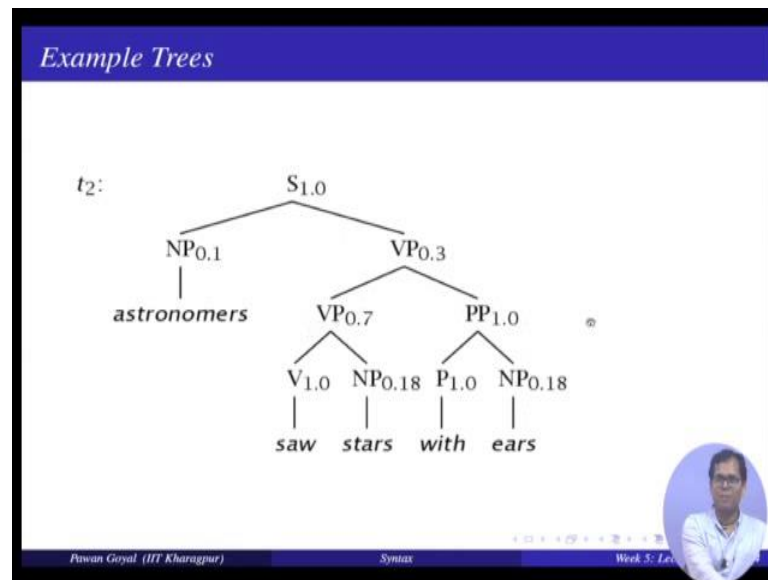 Example Trees
t2:
S1.0
NP0.1 VP0.3
astronomers VP0.7 PP1.0
V1.0 NP0.18 P1.0 NP0.18
saw stars with ears
Pawan Goyal (IIT Kharagpur) Syntax Week 5: